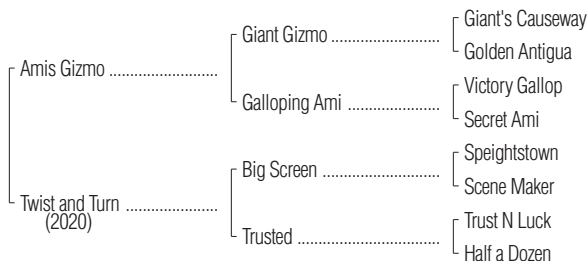 Giant's Causeway
Giant Gizmo ..............................
Golden Antigua
Amis Gizmo ..............................
Victory Gallop
Galloping Ami ..............................
Secret Ami
Speightstown
Big Screen ..............................
Scene Maker
Twist and Turn ..............................
(2020)
Trust N Luck
Trusted ..............................
Half a Dozen